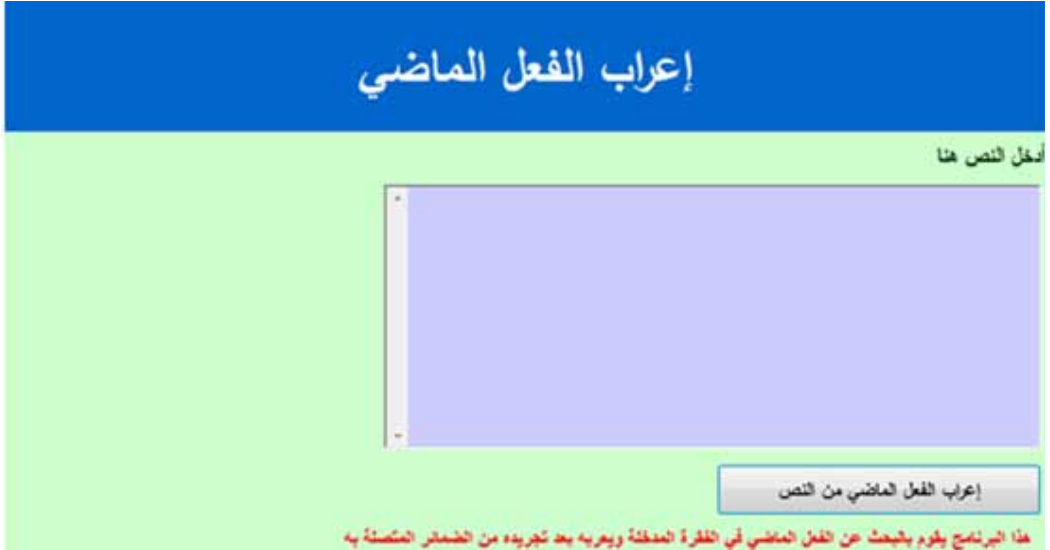 إعراب الفعل الماضي
أدخل النص هنا
إعراب الفعل الماضي من النص
هذا البرنامج يقوم بالبحث عن الفعل الماضي في الفقرة المدخلة ويعربه بعد تجريده من الضمائر المتصلة به